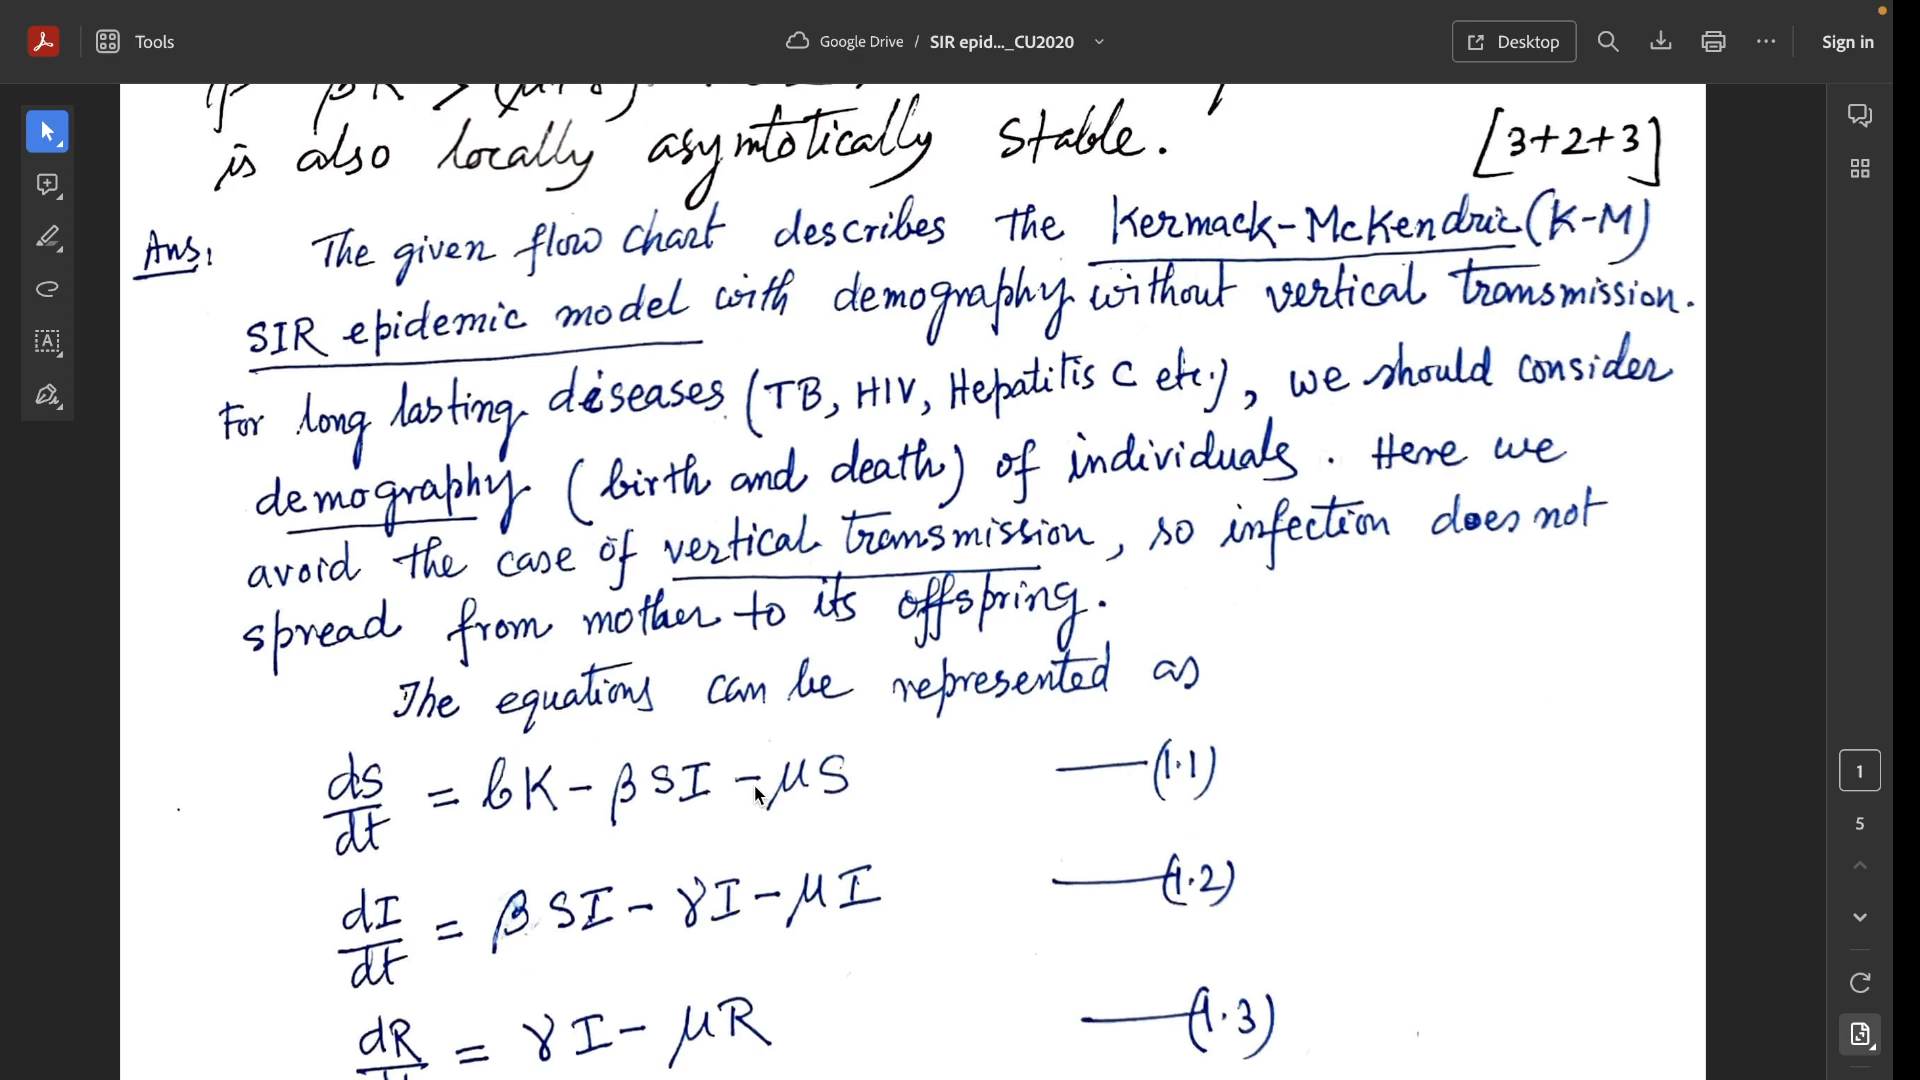 Tools
Google Drive / SIR epid..._CU2020
Desktop
Sign in
is also locally asymtotically stable. [3+2+3]
Ans: The given flow chart describes the Kermack-McKendric (K-M)
SIR epidemic model with demography without vertical transmission.
For long lasting diseases (TB, HIV, Hepatitis C etc.), we should consider
demography (birth and death) of individuals. Here we
avoid the case of vertical transmission, so infection does not
spread from mother to its offspring.
The equations can be represented as
dS/dt = bK - βSI - μS —(1.1)
dI/dt = βSI - γI - μI —(1.2)
dR = γI - μR —(1.3)
1
5